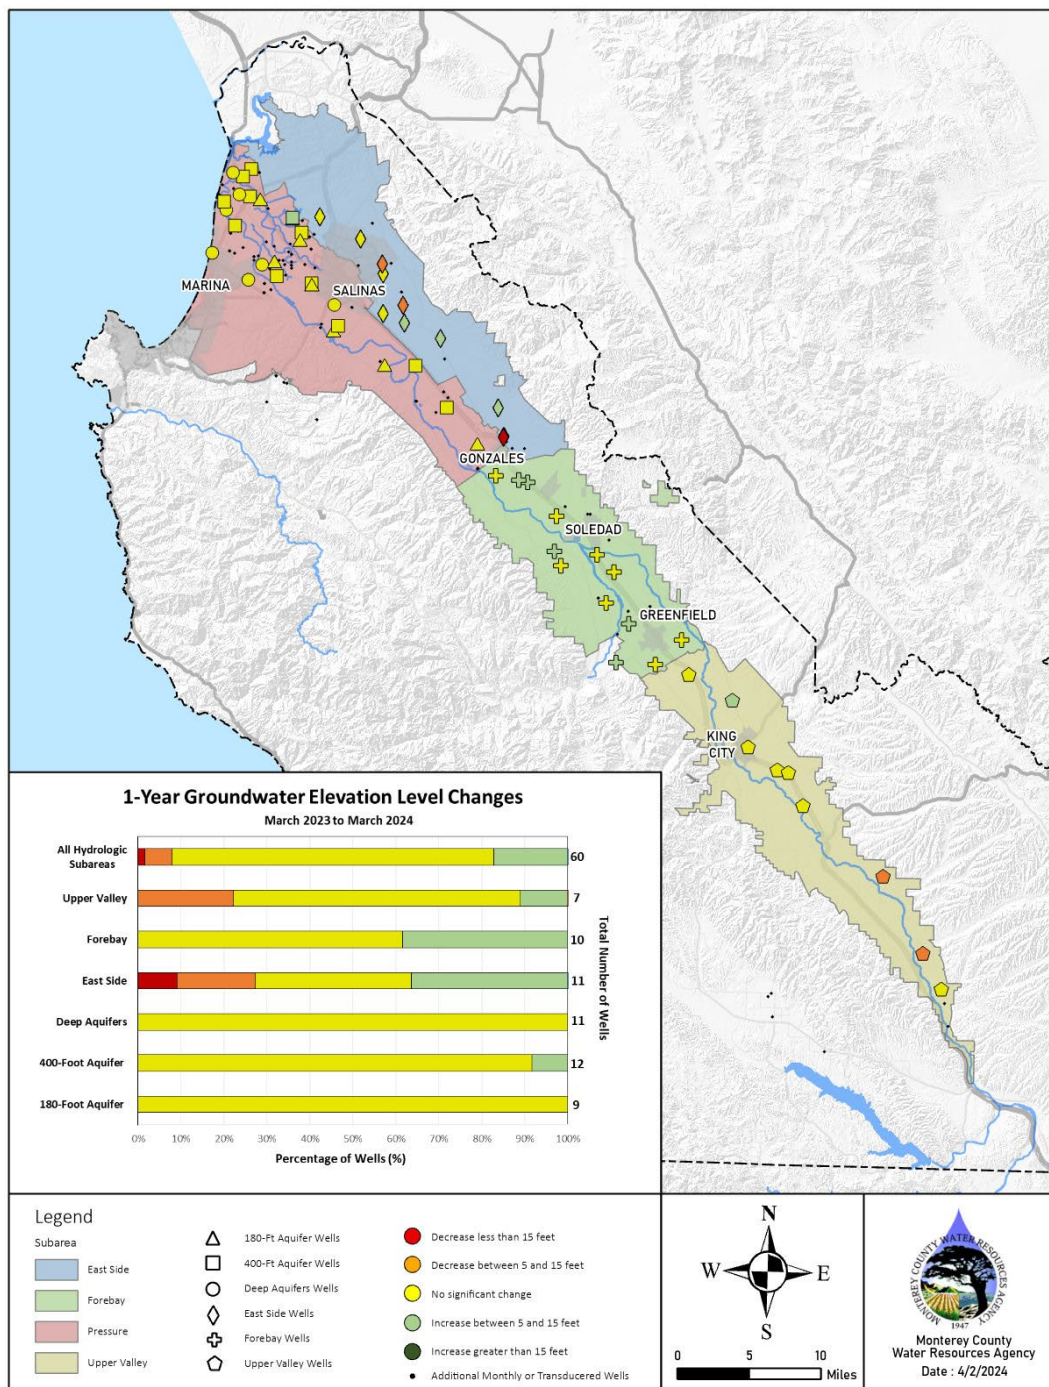 MARINA
SALINAS
GONZALES
SOLEDAD
GREENFIELD
KING
CITY
1-Year Groundwater Elevation Level Changes
March 2023 to March 2024
All Hydrologic
Subareas
60
Upper Valley
7
Forebay
10
East Side
11
Deep Aquifers
11
400-Foot Aquifer
12
180-Foot Aquifer
9
Total Number of Wells
0% 10% 20% 30% 40% 50% 60% 70% 80% 90% 100%
Percentage of Wells (%)
Legend
Subarea
East Side
Forebay
Pressure
Upper Valley
180-Ft Aquifer Wells
400-Ft Aquifer Wells
Deep Aquifers Wells
East Side Wells
Forebay Wells
Upper Valley Wells
Decrease less than 15 feet
Decrease between 5 and 15 feet
No significant change
Increase between 5 and 15 feet
Increase greater than 15 feet
Additional Monthly or Transducered Wells
N
W E
S
0 5 10
Miles
MONTEREY COUNTY WATER RESOURCES AGENCY
1947
Monterey County
Water Resources Agency
Date : 4/2/2024